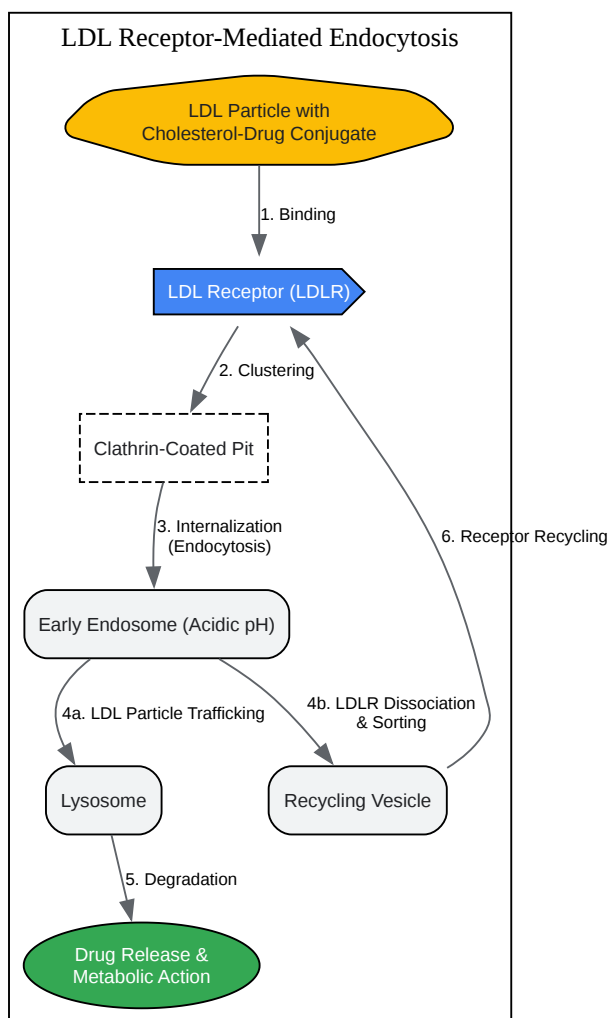 LDL Receptor-Mediated Endocytosis
LDL Particle with
Cholesterol-Drug Conjugate
1. Binding
LDL Receptor (LDLR)
2. Clustering
Clathrin-Coated Pit
3. Internalization
(Endocytosis)
6. Receptor Recycling
Early Endosome (Acidic pH)
4a. LDL Particle Trafficking
4b. LDLR Dissociation
& Sorting
Lysosome
Recycling Vesicle
5. Degradation
Drug Release &
Metabolic Action